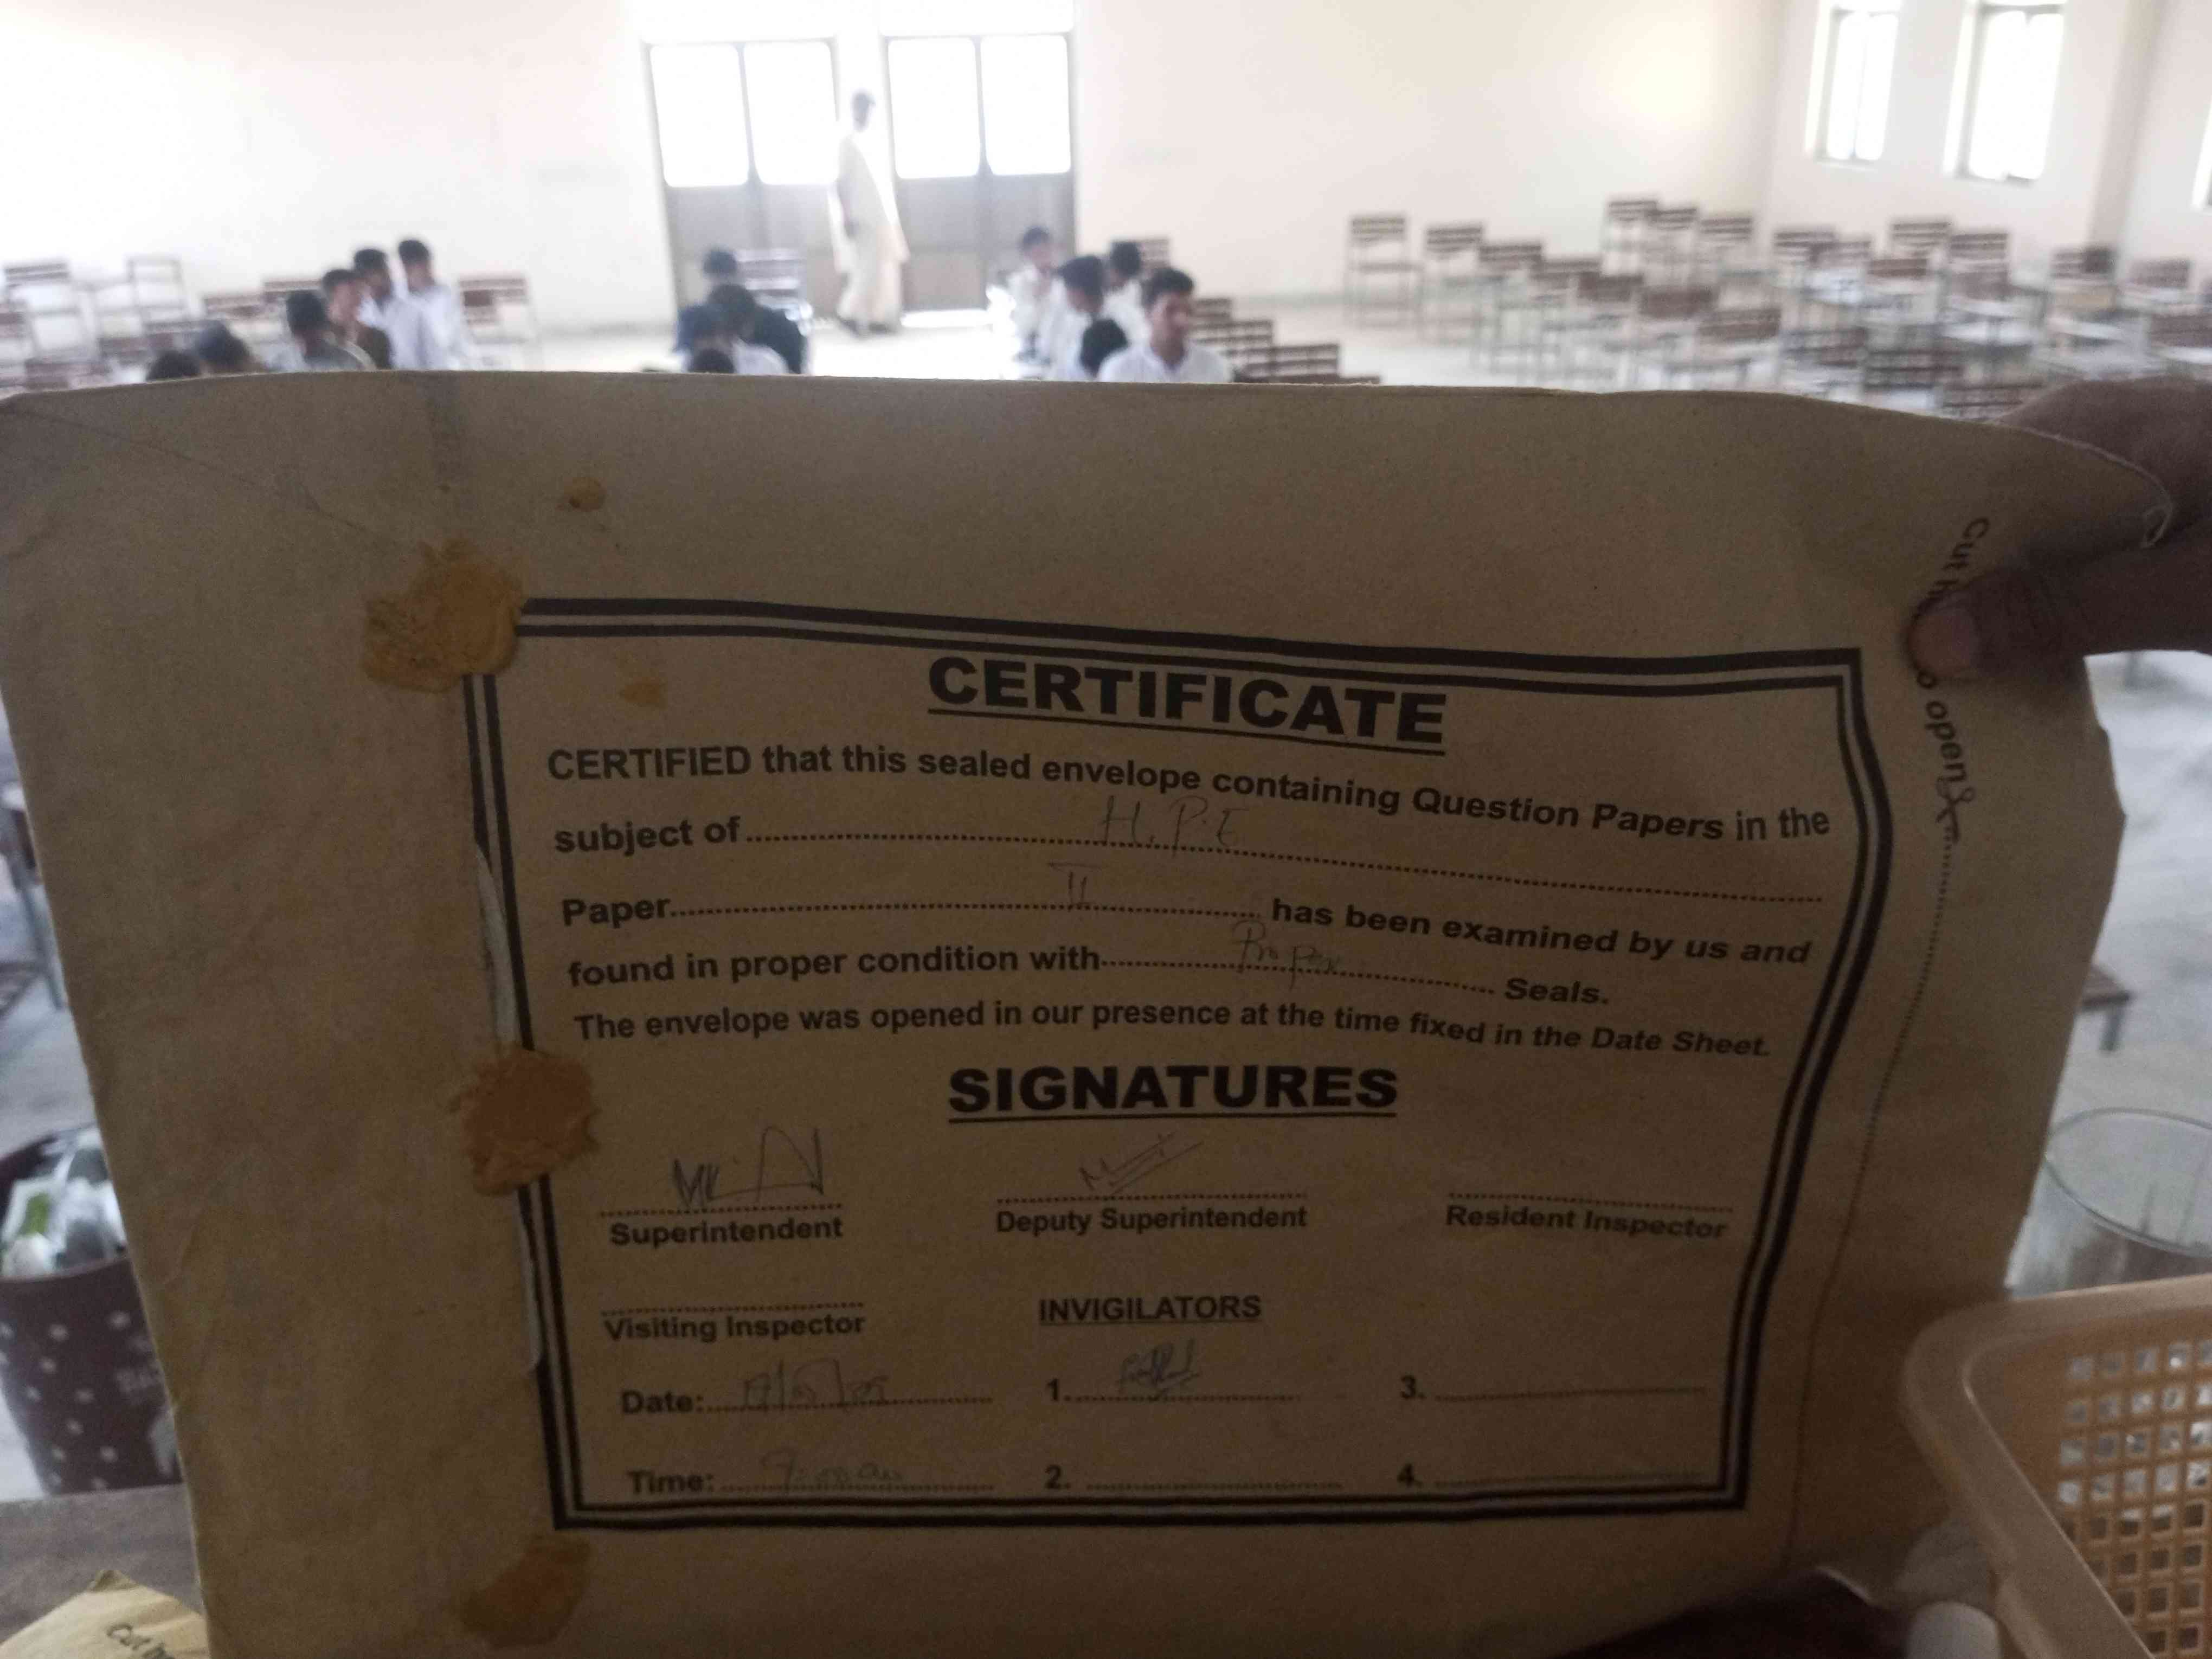 CERTIFICATE
CERTIFIED that this sealed envelope containing Question Papers in the
subject of H.P.E
Paper II has been examined by us and
found in proper condition with Proper Seals.
The envelope was opened in our presence at the time fixed in the Date Sheet.
SIGNATURES
Superintendent Deputy Superintendent Resident Inspector
Visiting Inspector INVIGILATORS
Date: 1. 3.
Time: 2. 4.
Cut o open
Cut